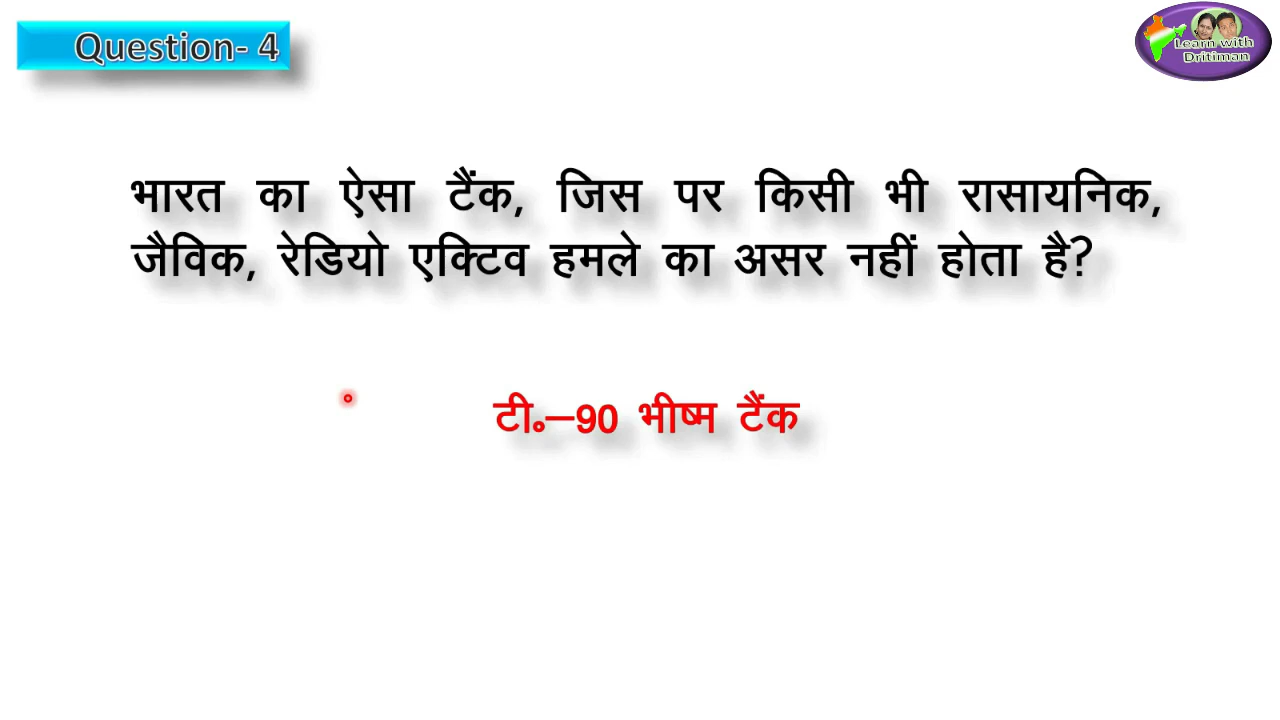 Question- 4
Learn with
Dritiman
भारत का ऐसा टैंक, जिस पर किसी भी रासायनिक,
जैविक, रेडियो एक्टिव हमले का असर नहीं होता है?
टी॰–90 भीष्म टैंक